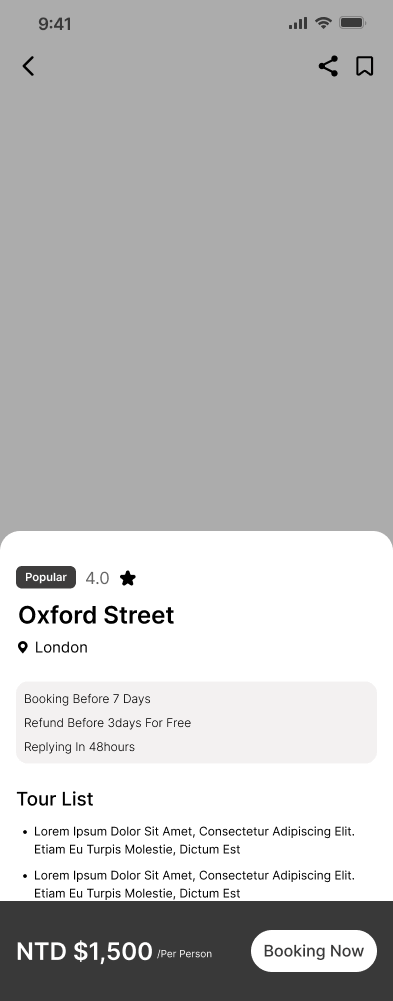 9:41
Popular 4.0
Oxford Street
London
Booking Before 7 Days
Refund Before 3days For Free
Replying In 48hours
Tour List
• Lorem Ipsum Dolor Sit Amet, Consectetur Adipiscing Elit.
Etiam Eu Turpis Molestie, Dictum Est
• Lorem Ipsum Dolor Sit Amet, Consectetur Adipiscing Elit.
Etiam Eu Turpis Molestie, Dictum Est
NTD $1,500 /Per Person Booking Now